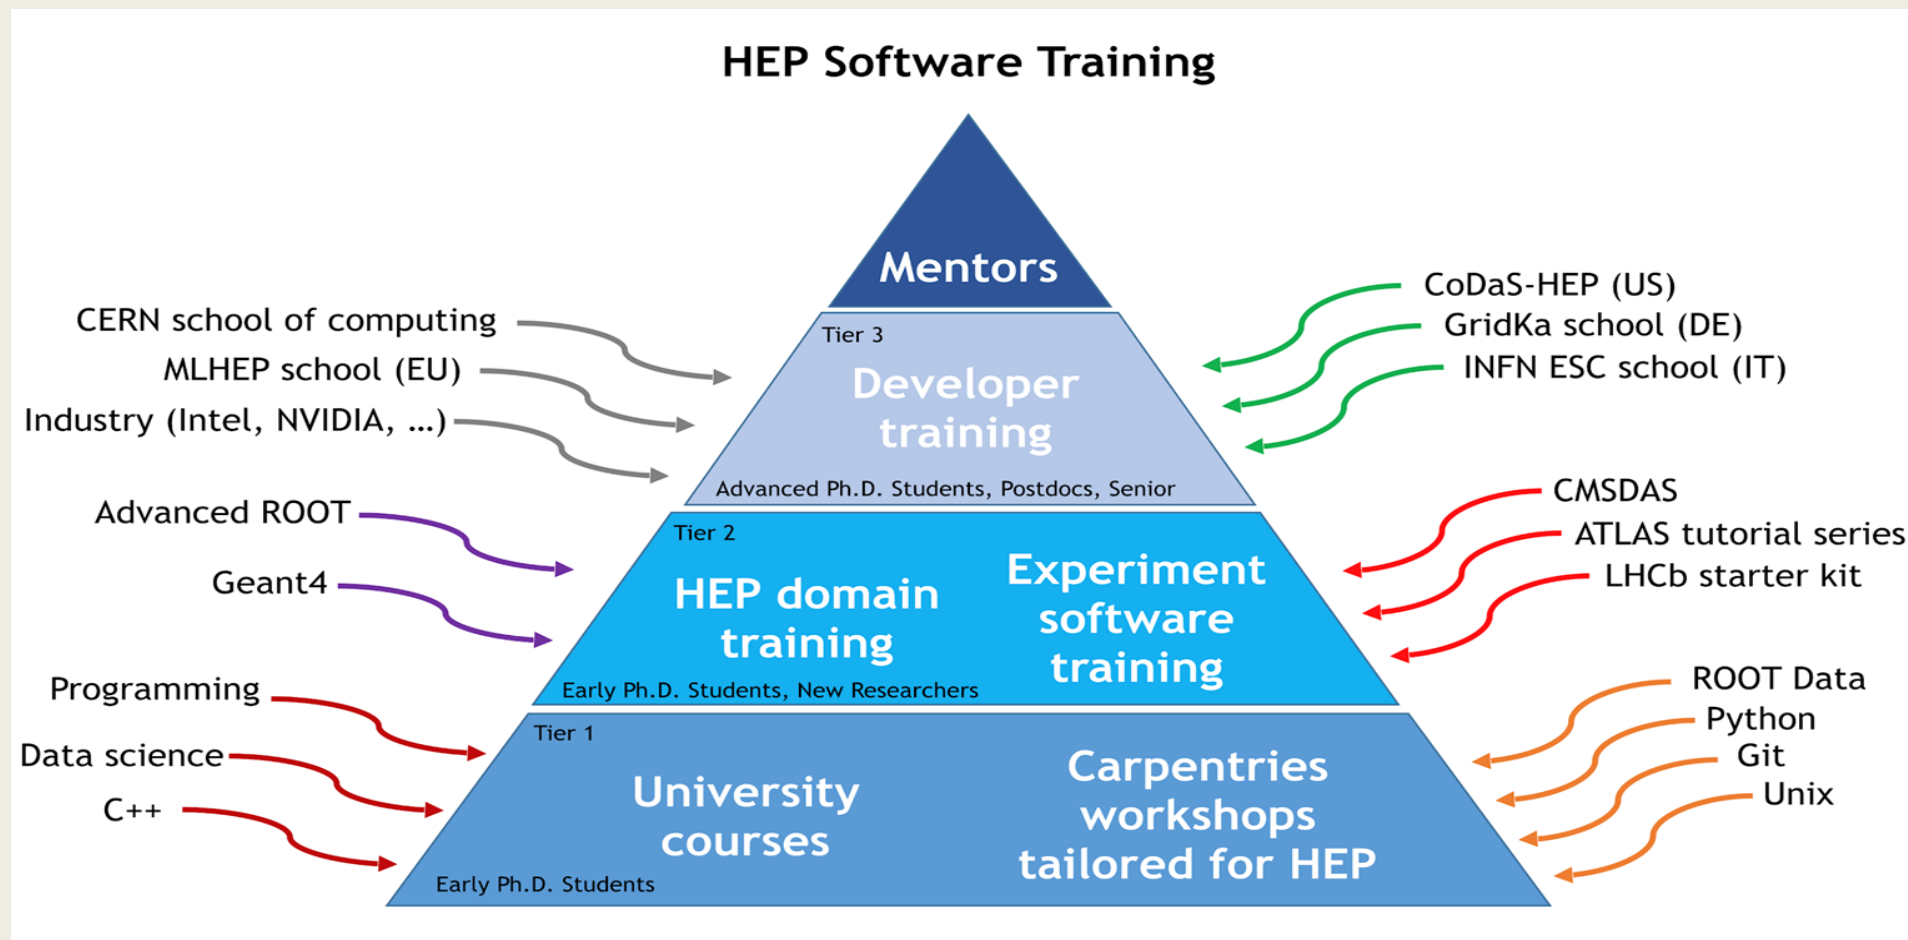 HEP Software Training
Mentors
CERN school of computing
MLHEP school (EU)
Industry (Intel, NVIDIA, ...)
CoDaS-HEP (US)
GridKa school (DE)
INFN ESC school (IT)
Tier 3
Developer
training
Advanced Ph.D. Students, Postdocs, Senior
Advanced ROOT
Geant4
CMSDAS
ATLAS tutorial series
LHCb starter kit
Tier 2
HEP domain
training
Experiment
software
training
Early Ph.D. Students, New Researchers
Programming
Data science
C++
ROOT Data
Python
Git
Unix
Tier 1
University
courses
Carpentries
workshops
tailored for HEP
Early Ph.D. Students